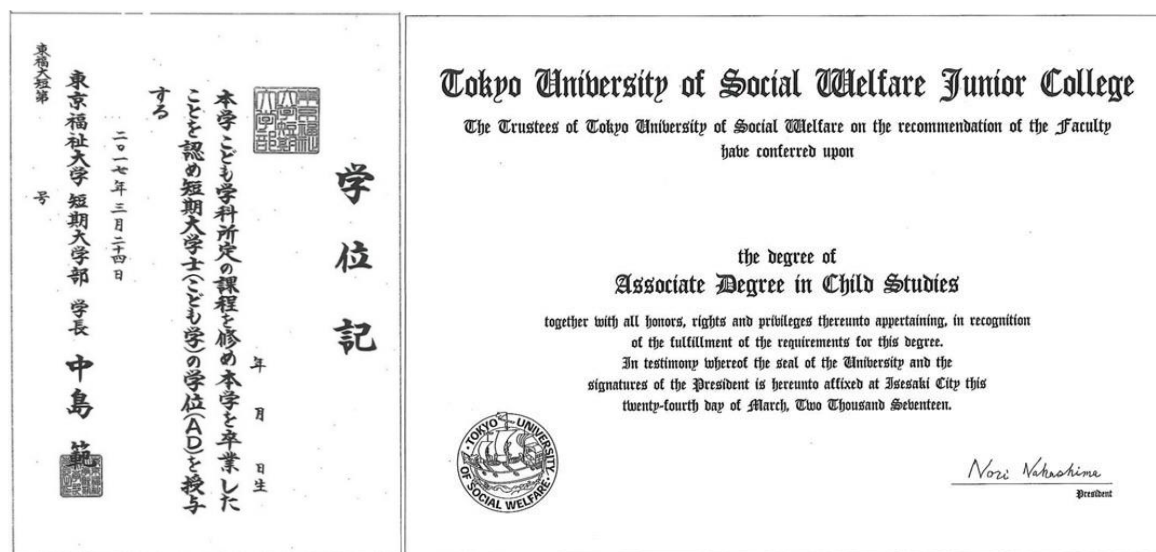 学位記
年 月 日生
本学こども学科所定の課程を修め本学を卒業した
ことを認め短期大学士(こども学)の学位(AD)を授与
する
二〇一七年三月二十四日
東京福祉大学 短期大学部 学長 中島 範
東福大短第 号
Tokyo University of Social Welfare Junior College
The Trustees of Tokyo University of Social Welfare on the recommendation of the Faculty
have conferred upon
the degree of
Associate Degree in Child Studies
together with all honors, rights and privileges thereunto appertaining, in recognition
of the fulfillment of the requirements for this degree.
In testimony whereof the seal of the University and the
signatures of the President is hereunto affixed at Isesaki City this
twenty-fourth day of March, Two Thousand Seventeen.
TOKYO UNIVERSITY
OF SOCIAL WELFARE
Nori Nakashima
President